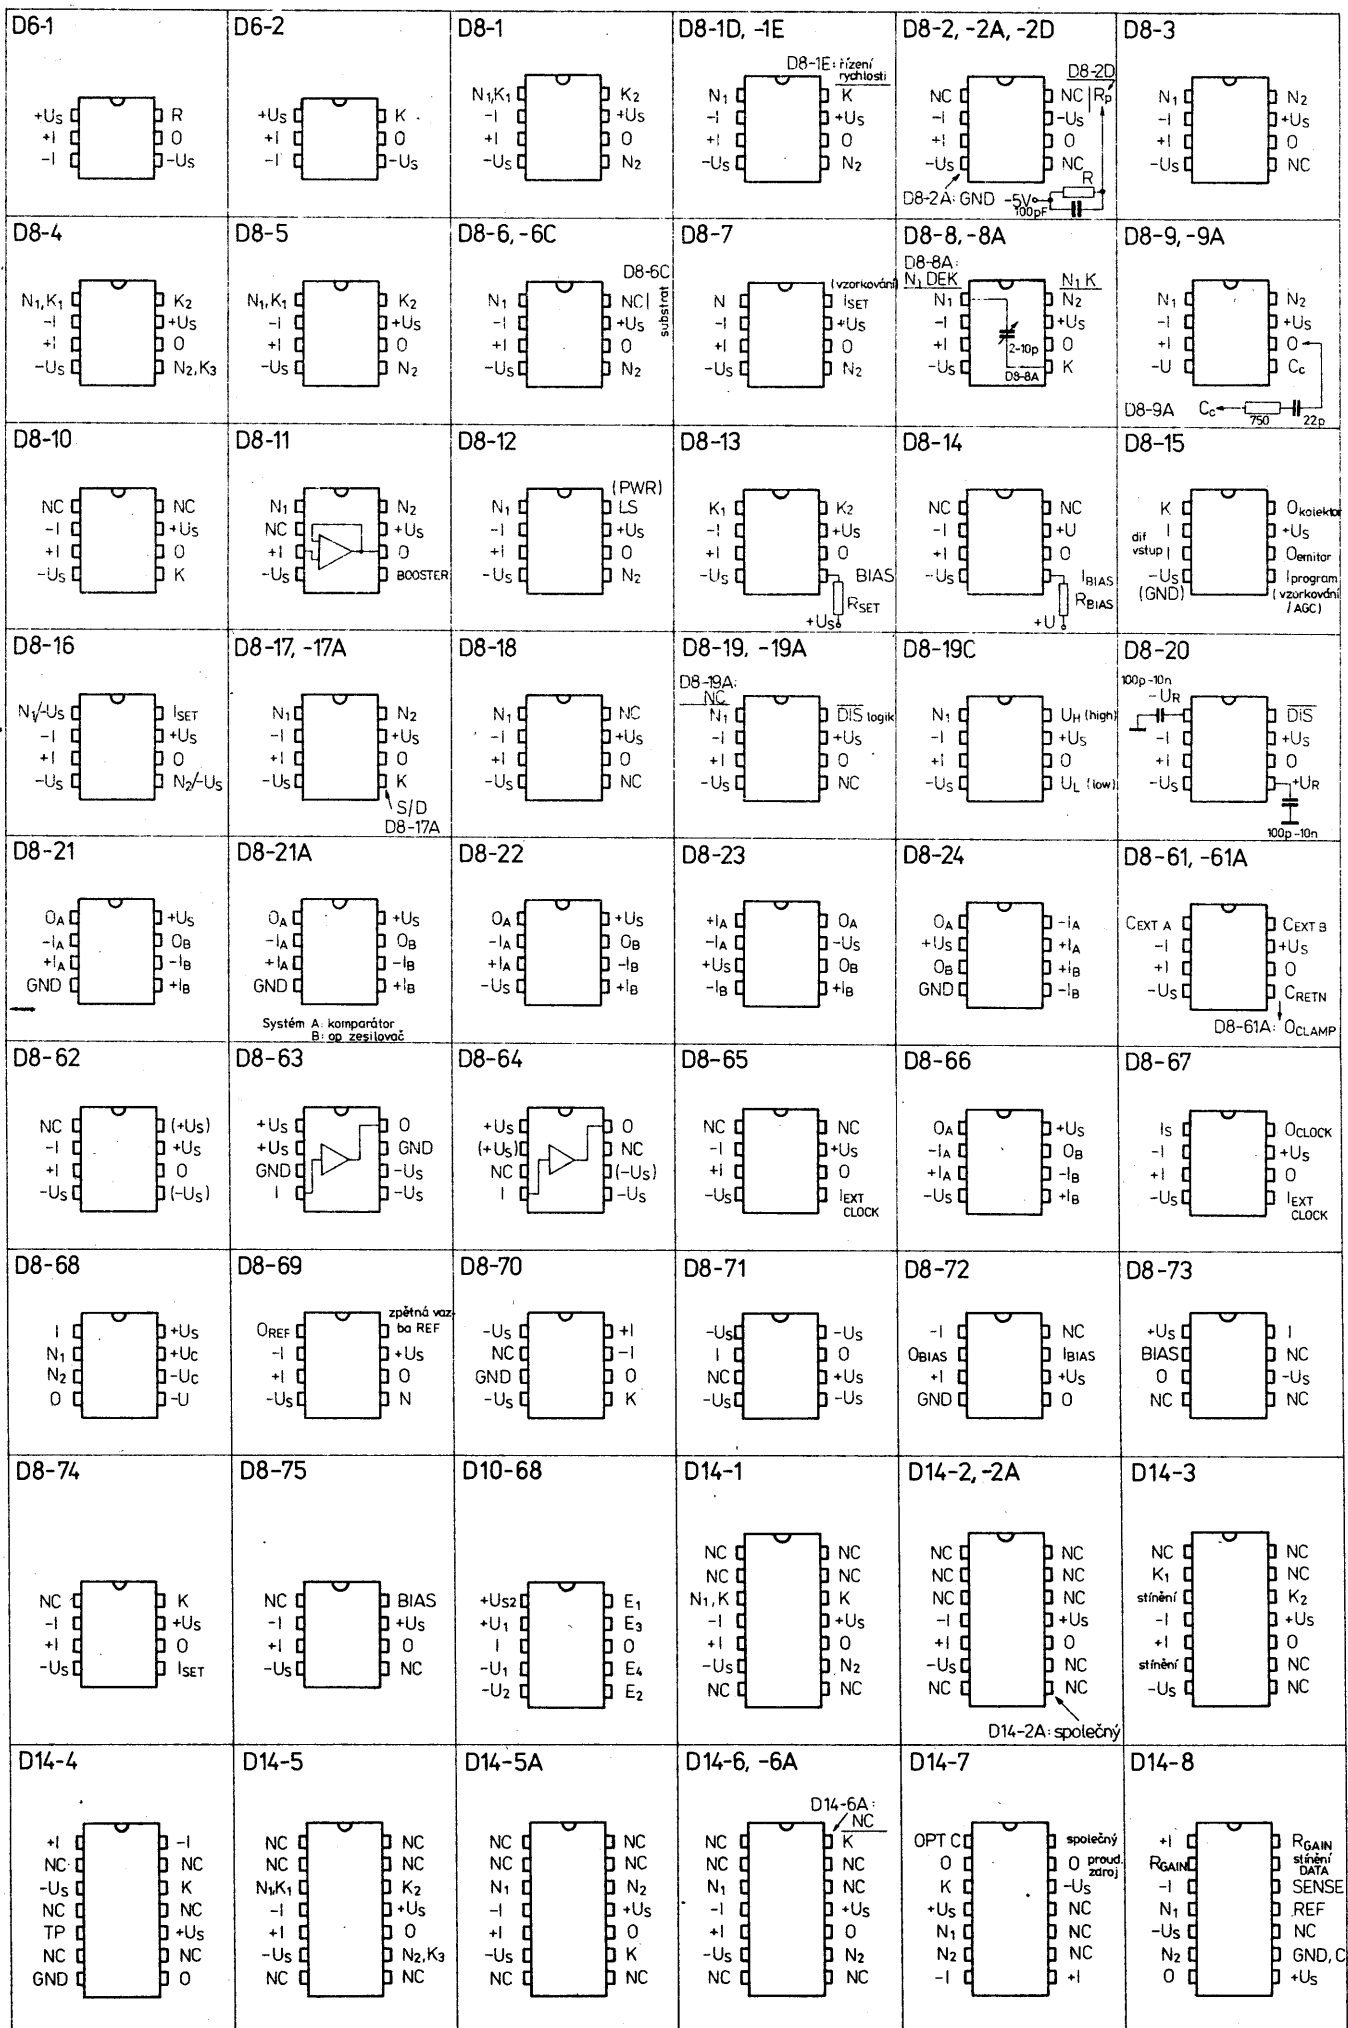 D6-1
+US R
+I O
-I -US
D6-2
+US K
+I O
-I -US
D8-1
N1,K1 K2
-I +US
+I O
-US N2
D8-1D, -1E
D8-1E: řízení
rychlosti
N1 K
-I +US
+I O
-US N2
D8-2, -2A, -2D
D8-2D
NC NC | Rp
-I -US
+I O
-US NC
R
D8-2A: GND -5V
100pF
D8-3
N1 N2
-I +US
+I O
-US NC
D8-4
N1,K1 K2
-I +US
+I O
-US N2,K3
D8-5
N1,K1 K2
-I +US
+I O
-US N2
D8-6, -6C
D8-6C
N1 NC | substrat
-I +US
+I O
-US N2
D8-7
(vzorkování)
N ISET
-I +US
+I O
-US N2
D8-8, -8A
D8-8A:
N1 DEK N1 K
N1 N2
-I +US
+I 2-10p O
-US D8-8A K
D8-9, -9A
N1 N2
-I +US
+I O
-U Cc
D8-9A Cc 750 22p
D8-10
NC NC
-I +US
+I O
-US K
D8-11
N1 N2
NC +US
+I O
-US BOOSTER
D8-12
(PWR)
N1 LS
-I +US
+I O
-US N2
D8-13
K1 K2
-I +US
+I O
-US BIAS
RSET
+US
D8-14
NC NC
-I +U
+I O
-US IBIAS
RBIAS
+U
D8-15
K Okolektor
I +US
dif
vstup I Oemitor
-US Iprogram
(GND) (vzorkování
/AGC)
D8-16
N1/-US ISET
-I +US
+I O
-US N2/-US
D8-17, -17A
N1 N2
-I +US
+I O
-US K
S/D
D8-17A
D8-18
N1 NC
-I +US
+I O
-US NC
D8-19, -19A
D8-19A:
NC
N1 DIS logik
-I +US
+I O
-US NC
D8-19C
N1 UH (high)
-I +US
+I O
-US UL (low)
D8-20
100p-10n
-UR DIS
-I +US
+I O
-US +UR
100p-10n
D8-21
OA +US
-IA OB
+IA -IB
GND +IB
D8-21A
OA +US
-IA OB
+IA -IB
GND +IB
Systém A: komparátor
B: op zesilovač
D8-22
OA +US
-IA OB
+IA -IB
-US +IB
D8-23
+IA OA
-IA -US
+US OB
-IB +IB
D8-24
OA -IA
+US +IA
OB +IB
GND -IB
D8-61, -61A
CEXT A CEXT B
-I +US
+I O
-US CRETN
D8-61A: OCLAMP
D8-62
NC (+US)
-I +US
+I O
-US (-US)
D8-63
+US O
+US GND
GND -US
I -US
D8-64
+US O
(+US) NC
NC (-US)
I -US
D8-65
NC NC
-I +US
+I O
-US IEXT
CLOCK
D8-66
OA +US
-IA OB
+IA -IB
-US +IB
D8-67
IS OCLOCK
-I +US
+I O
-US IEXT
CLOCK
D8-68
I +US
N1 +UC
N2 -UC
O -U
D8-69
zpětná vaz-
OREF ba REF
-I +US
+I O
-US N
D8-70
-US +I
NC -I
GND O
-US K
D8-71
-US -US
I O
NC +US
-US -US
D8-72
-I NC
OBIAS IBIAS
+I +US
GND O
D8-73
+US I
BIAS NC
O -US
NC NC
D8-74
NC K
-I +US
+I O
-US ISET
D8-75
NC BIAS
-I +US
+I O
-US NC
D10-68
+US2 E1
+U1 E3
I O
-U1 E4
-U2 E2
D14-1
NC NC
NC NC
N1,K K
-I +US
+I O
-US N2
NC NC
D14-2, -2A
NC NC
NC NC
NC NC
-I +US
+I O
-US NC
NC NC
D14-2A: společný
D14-3
NC NC
K1 NC
stínění K2
-I +US
+I O
stínění NC
-US NC
D14-4
+I -I
NC NC
-US K
NC NC
TP +US
NC NC
GND O
D14-5
NC NC
NC NC
N1,K1 K2
-I +US
+I O
-US N2,K3
NC NC
D14-5A
NC NC
NC NC
N1 N2
-I +US
+I O
-US K
NC NC
D14-6, -6A
D14-6A:
NC
NC K
NC NC
N1 NC
-I +US
+I O
-US N2
NC NC
D14-7
OPT C společný
O O proud. zdroj
K -US
+US NC
N1 NC
N2 NC
-I +I
D14-8
+I RGAIN
RGAIN stínění DATA
-I SENSE
N1 REF
-US NC
N2 GND, C
O +US